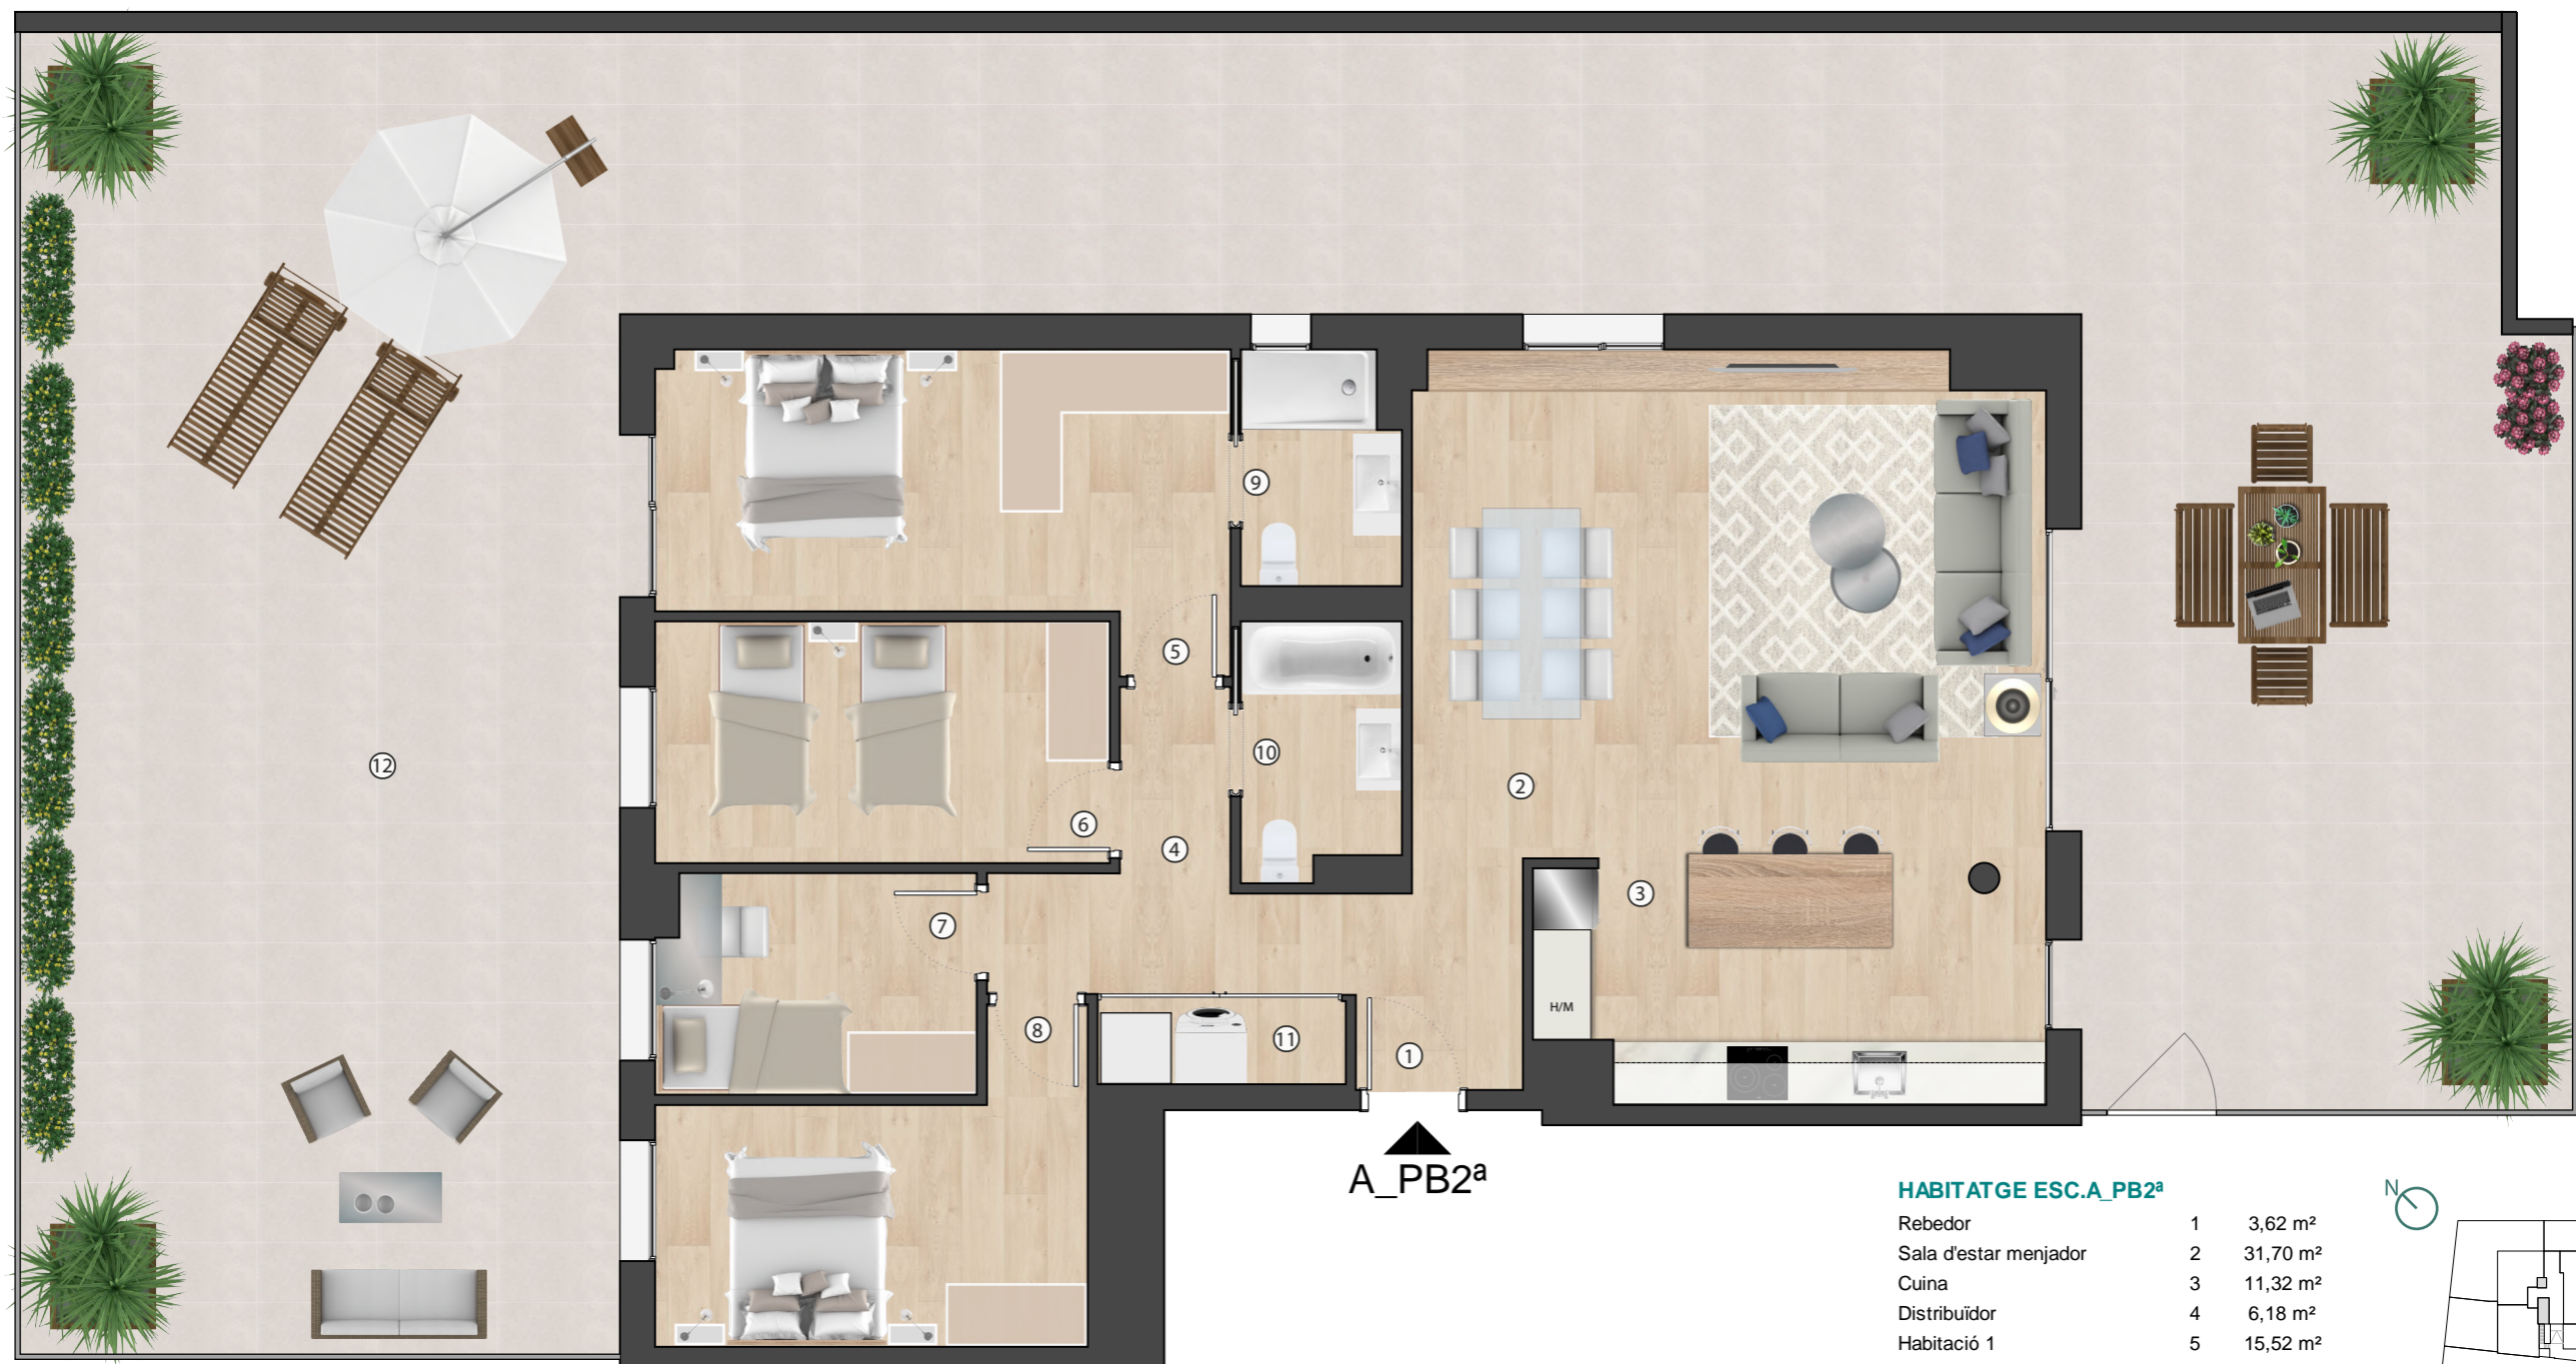 9
5
10
12
2
6
4
3
7
H/M
8
11
1
A_PB2ª
HABITATGE ESC.A_PB2ª
N
Rebedor 1 3,62 m²
Sala d'estar menjador 2 31,70 m²
Cuina 3 11,32 m²
Distribuïdor 4 6,18 m²
Habitació 1 5 15,52 m²